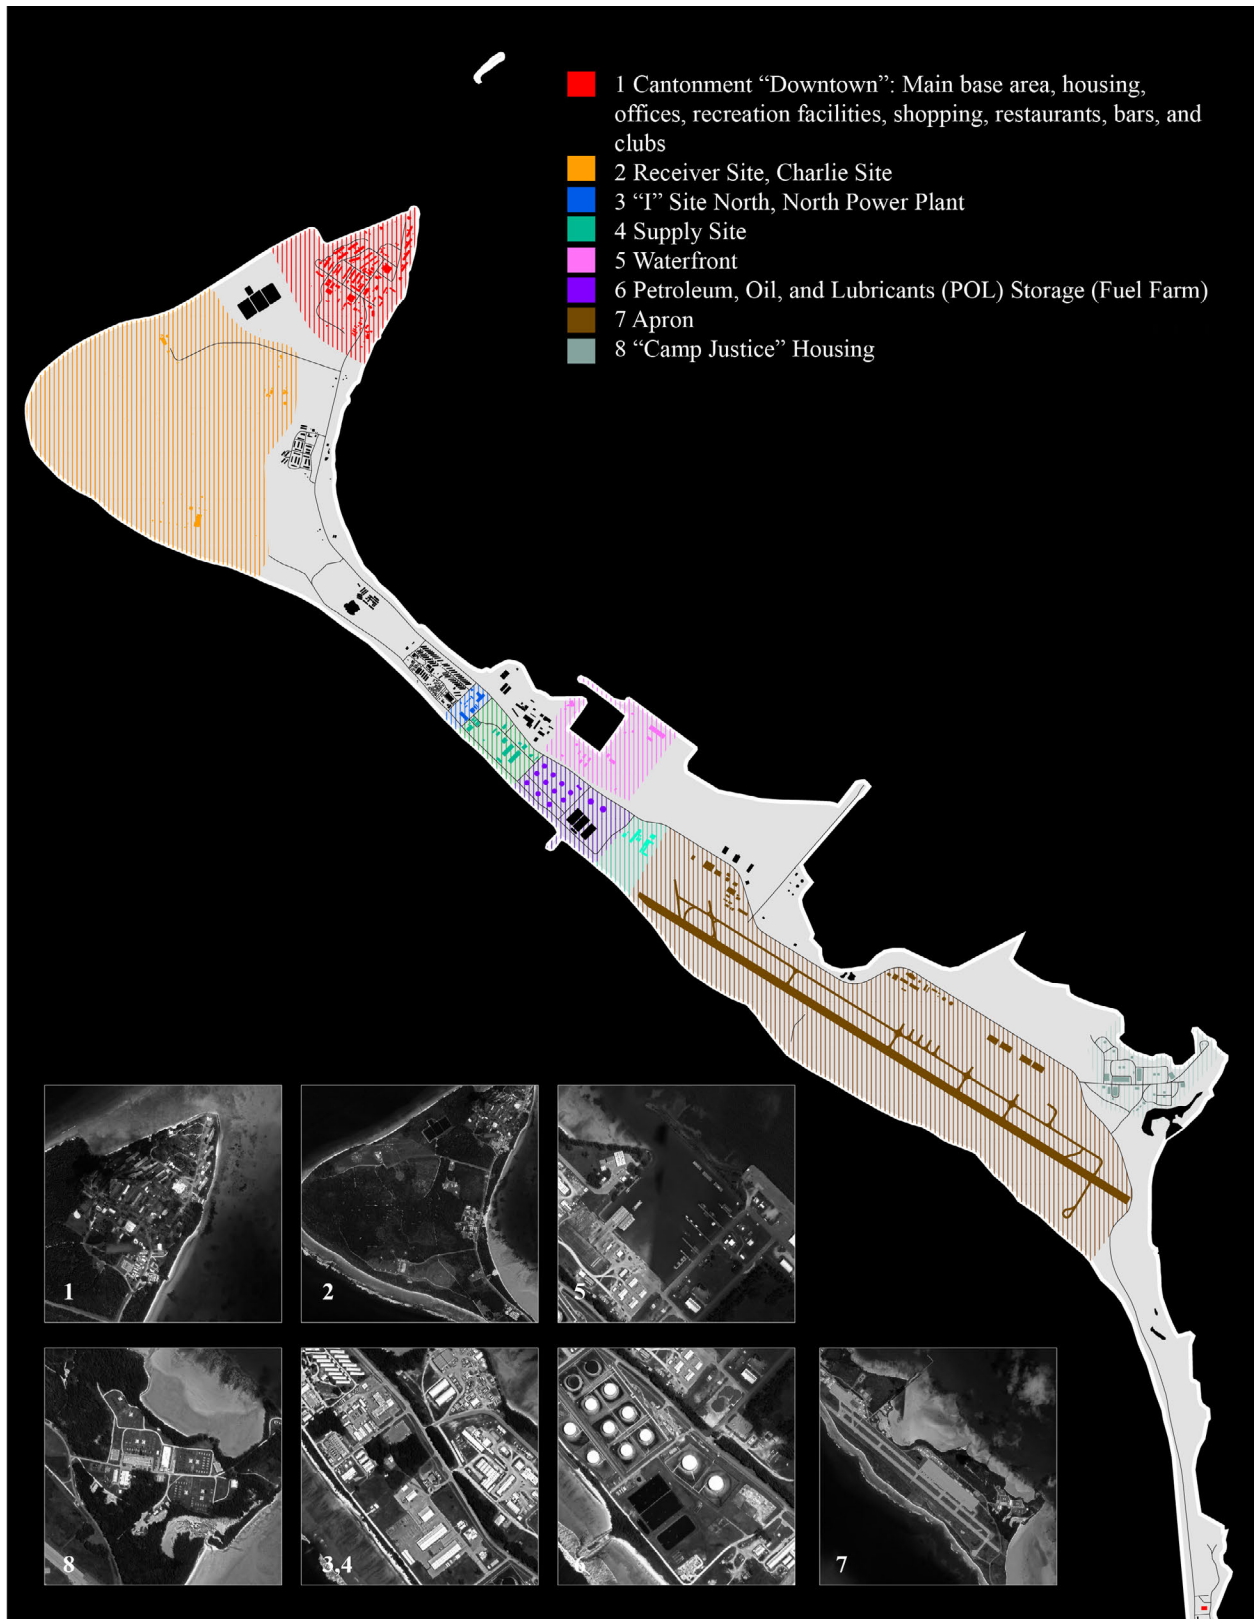 1 Cantonment “Downtown”: Main base area, housing,
offices, recreation facilities, shopping, restaurants, bars, and
clubs
2 Receiver Site, Charlie Site
3 “I” Site North, North Power Plant
4 Supply Site
5 Waterfront
6 Petroleum, Oil, and Lubricants (POL) Storage (Fuel Farm)
7 Apron
8 “Camp Justice” Housing
1
2
5
8
3,4
6
7